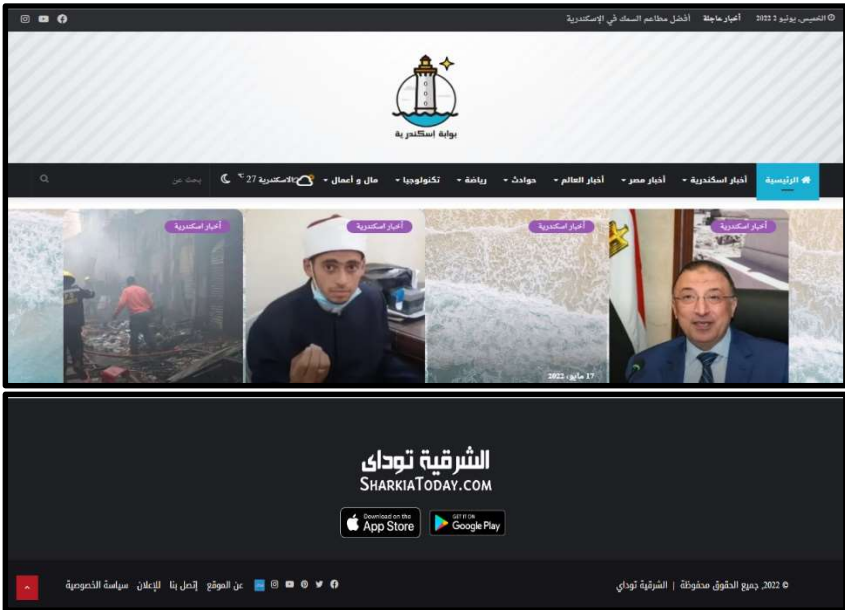 الخميس, يونيو 2 2022 أخبار عاجلة أفضل مطاعم السمك في الإسكندرية
بوابة إسكندرية
الرئيسية أخبار اسكندرية أخبار مصر أخبار العالم حوادث رياضة تكنولوجيا مال و أعمال الاسكندرية 27 ℃ بحث عن
أخبار اسكندرية أخبار اسكندرية أخبار اسكندرية أخبار اسكندرية
17 مايو، 2022
الشرقية توداى
SHARKIATODAY.COM
Download on the App Store GET IT ON Google Play
© 2022, جميع الحقوق محفوظة | الشرقية توداي عن الموقع إتصل بنا للإعلان سياسة الخصوصية